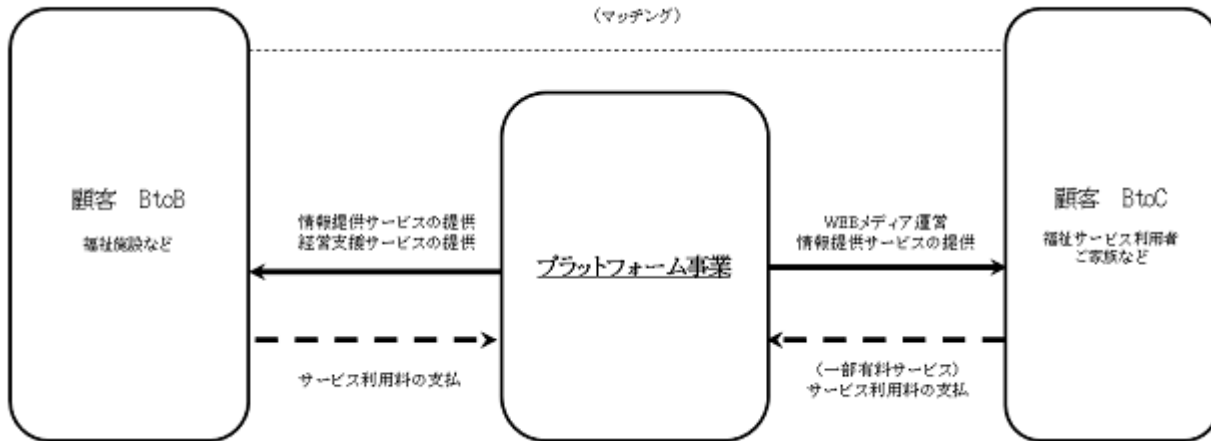 （マッチング）
顧客　BtoB
福祉施設など
情報提供サービスの提供
経営支援サービスの提供
サービス利用料の支払
プラットフォーム事業
WEBメディア運営
情報提供サービスの提供
（一部有料サービス）
サービス利用料の支払
顧客　BtoC
福祉サービス利用者
ご家族など